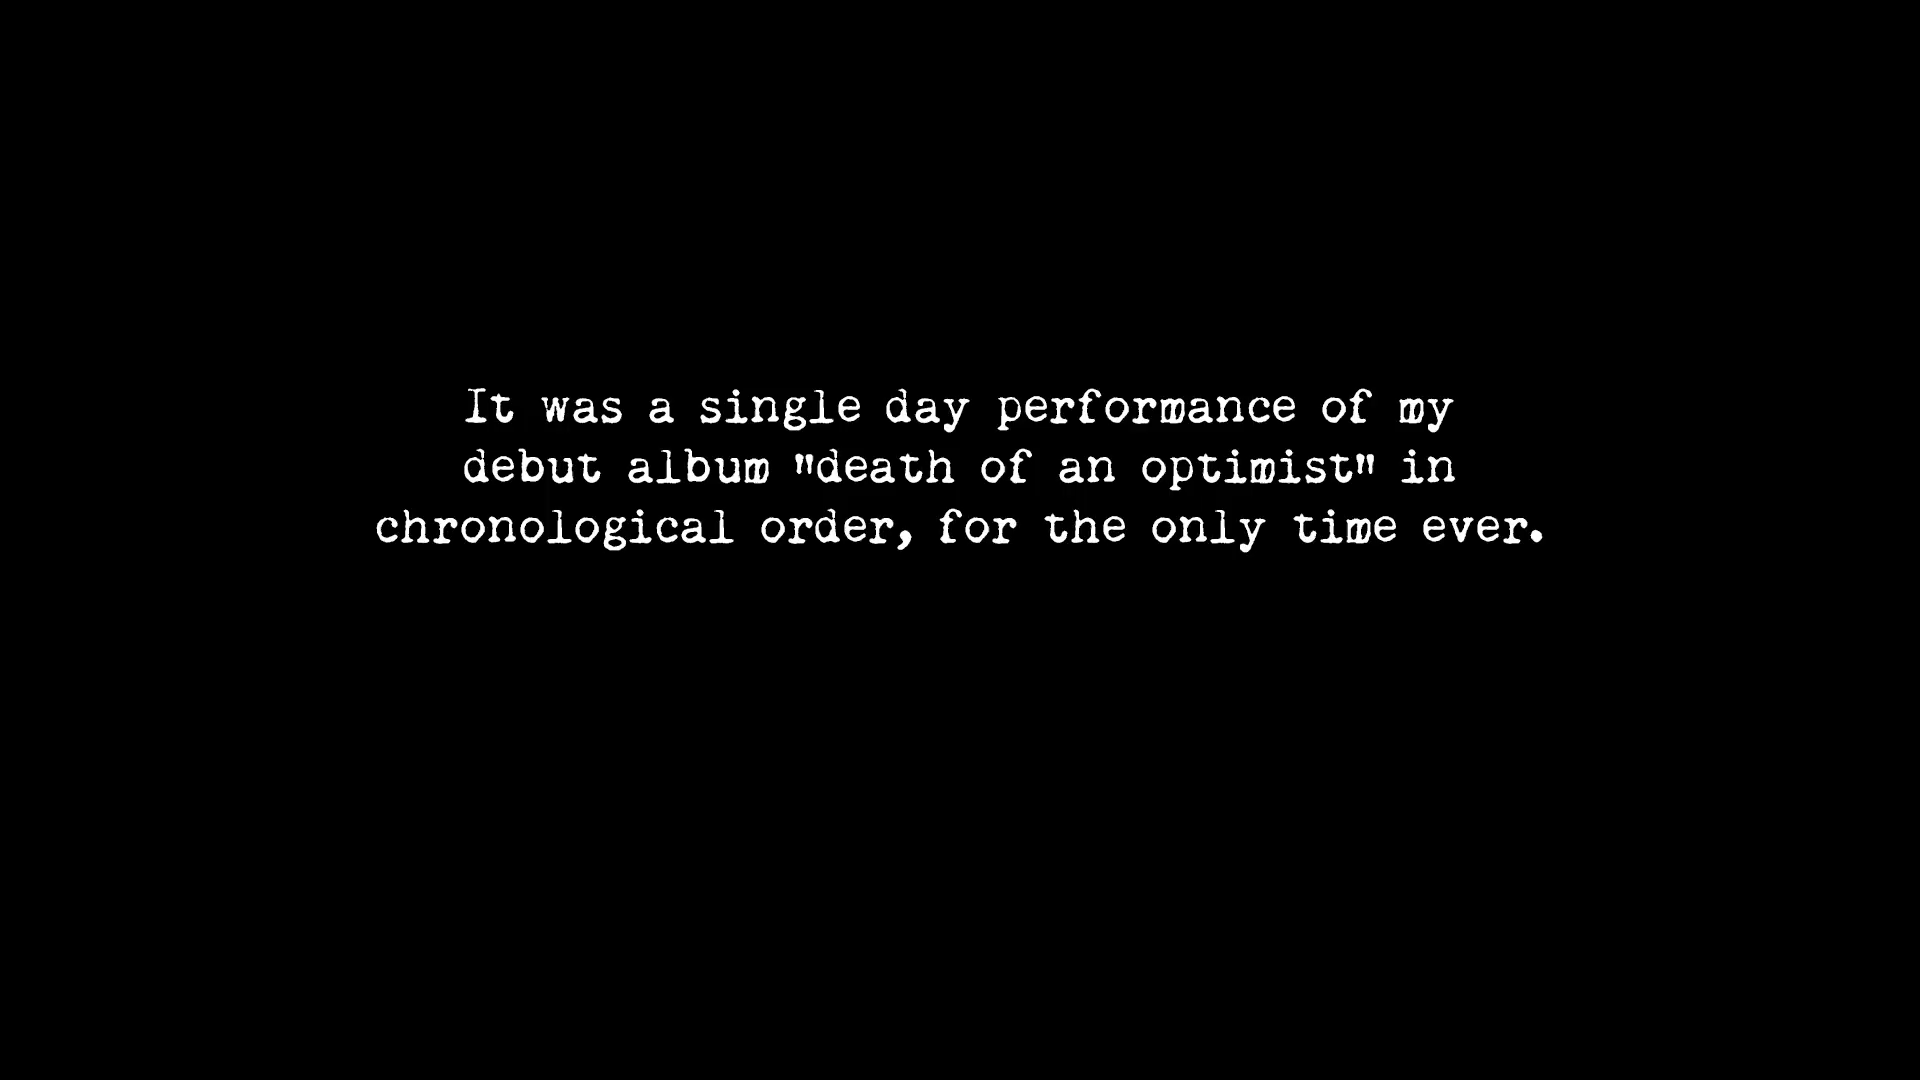 It was a single day performance of my
debut album "death of an optimist" in
chronological order, for the only time ever.